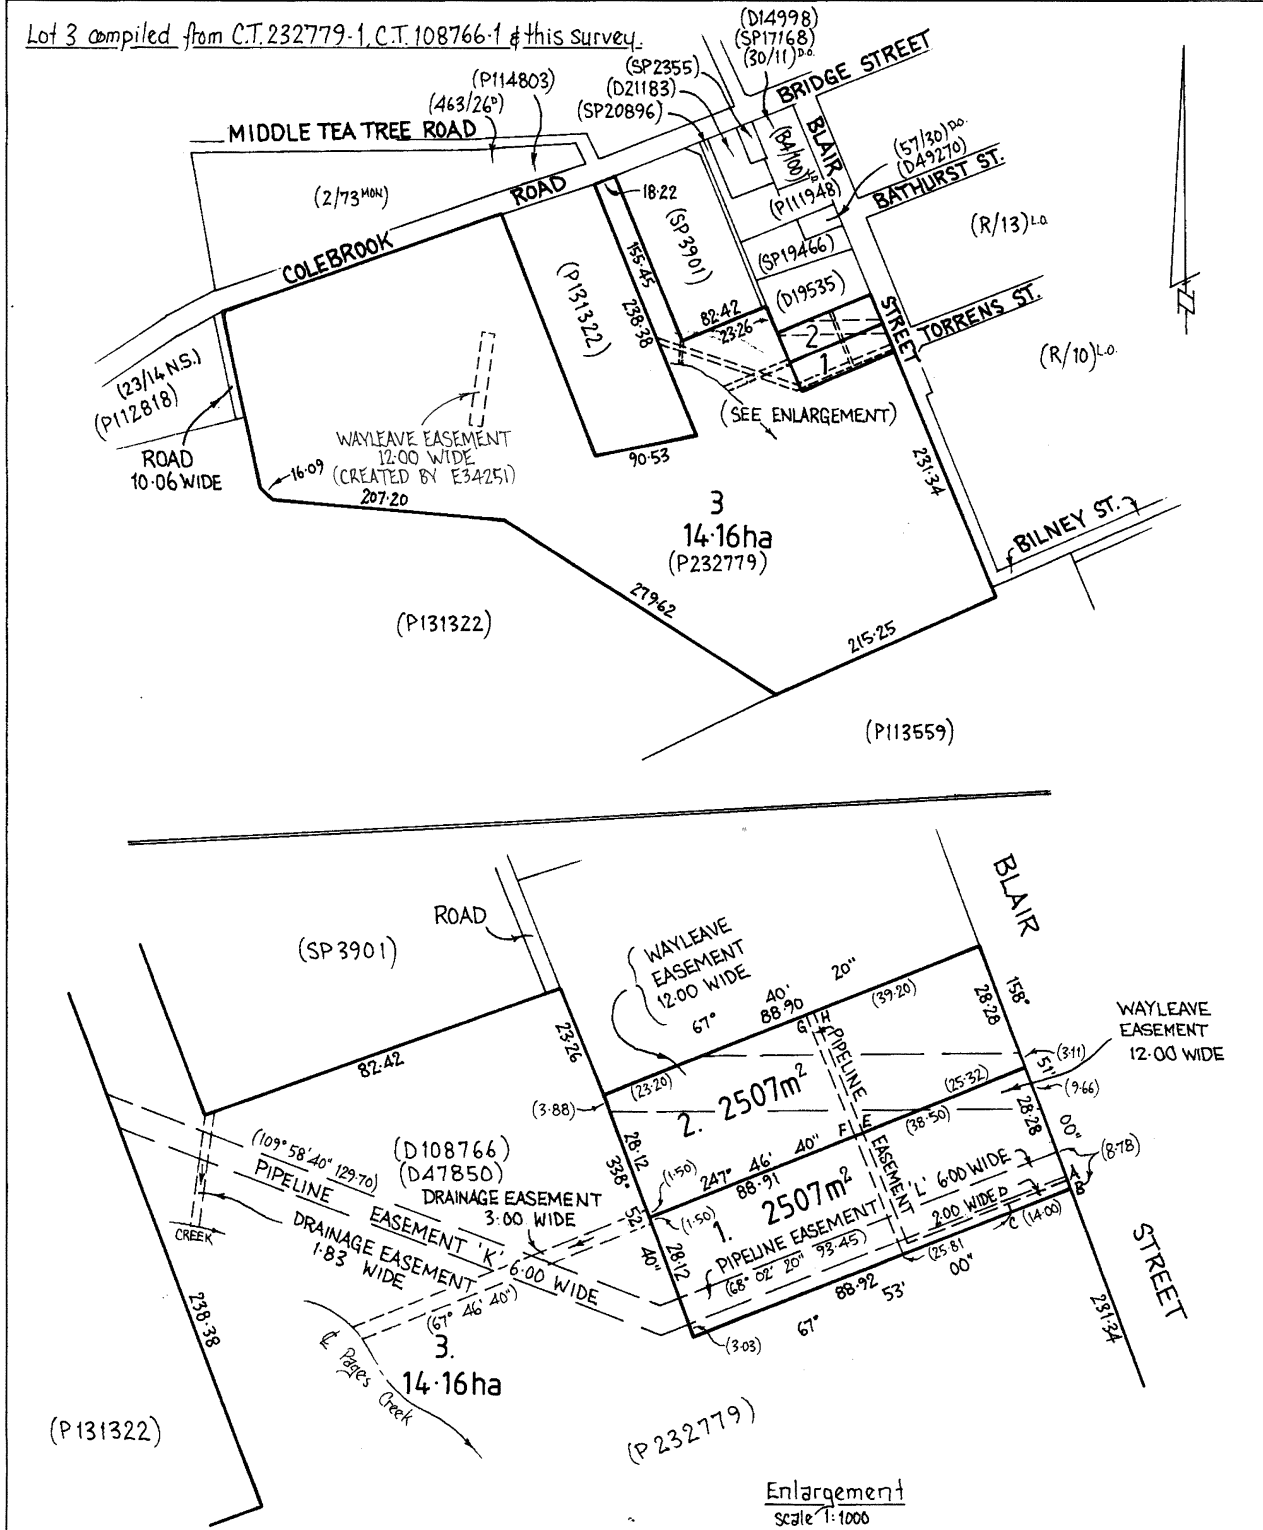 Lot 3 compiled from C.T. 232779-1, C.T. 108766-1 & this survey.
(D14998)
(SP17168)
(30/11) D.O.
(SP2355)
(D21183)
(SP20896)
(P114803)
(463/26 D)
BRIDGE STREET
MIDDLE TEA TREE ROAD
BLAIR
STREET
(84/100) L.O.
(57/30) D.O.
(D49270)
BATHURST ST.
(2/73 MON)
ROAD
18·22
(P111948)
(R/13) L.O.
COLEBROOK
(SP3901)
(SP19466)
155·45
(P131322)
238·38
(D19535)
82·42
23·26
TORRENS ST.
2
1
(R/10) L.O.
(23/14 N.S.)
(P112818)
(SEE ENLARGEMENT)
WAYLEAVE EASEMENT
12·00 WIDE
(CREATED BY E34251)
ROAD
10·06 WIDE
16·09
90·53
207·20
231·34
3
14·16ha
(P232779)
BILNEY ST.
279·62
(P131322)
215·25
(P113559)
BLAIR
ROAD
(SP3901)
WAYLEAVE
EASEMENT
12·00 WIDE
67° 40' 20"
88·90
(39·20)
158° 51' 00"
28·28
WAYLEAVE
EASEMENT
12·00 WIDE
23·26
82·42
G H
PIPELINE
EASEMENT
(3·11)
(23·20)
2. 2507m²
(25·32)
(9·66)
(3·88)
28·12
F E
(38·50)
28·28
(109° 58' 40" 129·70)
(D108766)
(D47850)
338° 52' 40"
(1·50)
247° 46' 40"
88·91
(8·78)
PIPELINE EASEMENT 'K' 6·00 WIDE
DRAINAGE EASEMENT
3·00 WIDE
(1·50)
1. 2507m²
PIPELINE EASEMENT 'L' 6·00 WIDE
2·00 WIDE
D
A
B
CREEK
DRAINAGE EASEMENT
1·83 WIDE
28·12
(68° 02' 20" 93·45)
C
(14·00)
(25·81
88·92
67° 53' 00"
STREET
238·38
(67° 46' 40")
(3·03)
231·34
3.
14·16ha
℄ Pages Creek
(P131322)
(P232779)
Enlargement
scale 1:1000